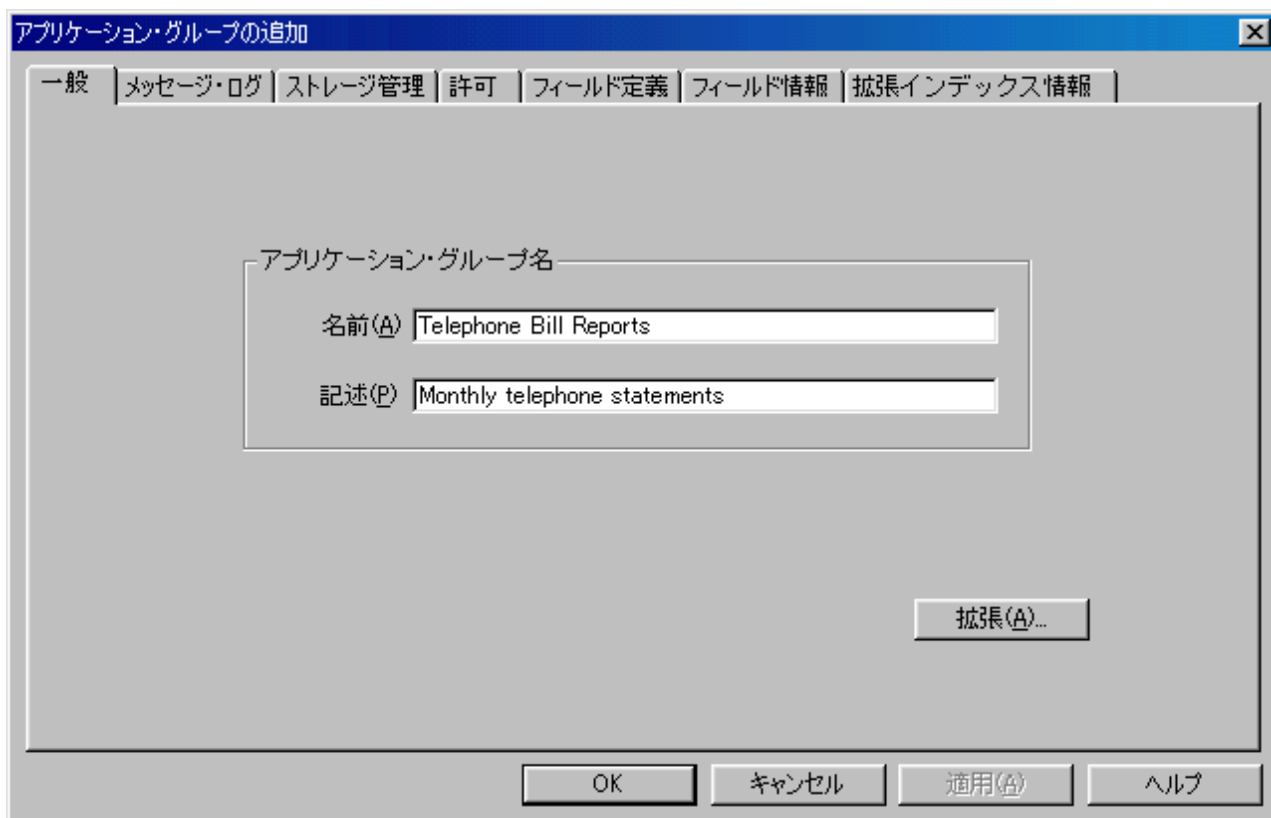 アプリケーション・グループの追加
一般 メッセージ・ログ ストレージ管理 許可 フィールド定義 フィールド情報 拡張インデックス情報
アプリケーション・グループ名
名前(A) Telephone Bill Reports
記述(P) Monthly telephone statements
拡張(A)...
OK キャンセル 適用(A) ヘルプ